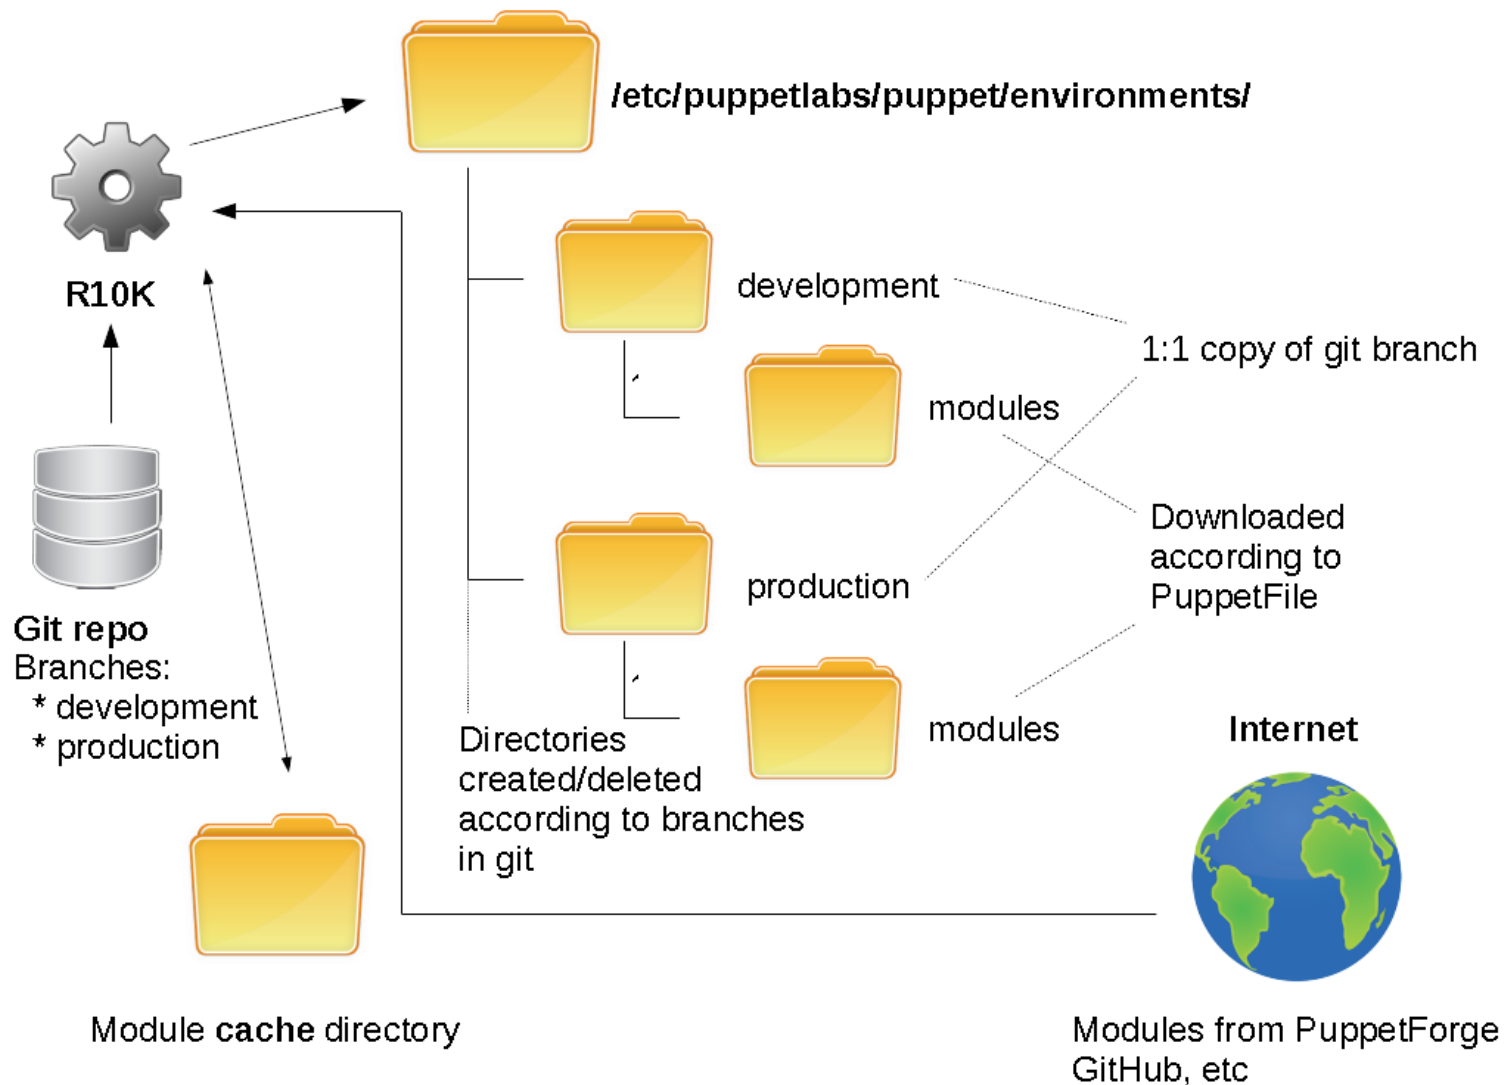 /etc/puppetlabs/puppet/environments/
R10K
development
1:1 copy of git branch
modules
Downloaded
according to
PuppetFile
production
Git repo
Branches:
* development
* production
modules
Directories
created/deleted
according to branches
in git
Internet
Module cache directory
Modules from PuppetForge
GitHub, etc